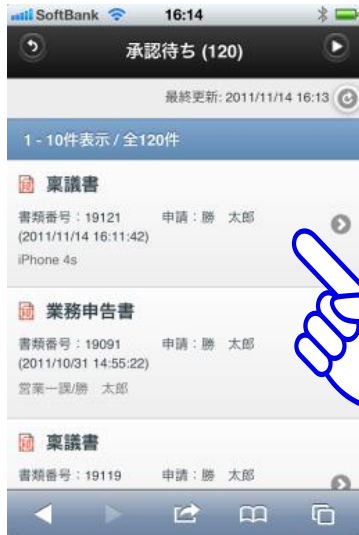 SoftBank 16:14
承認待ち (120)
最終更新: 2011/11/14 16:13
1 - 10件表示 / 全120件
稟議書
書類番号：19121 申請：勝 太郎
(2011/11/14 16:11:42)
iPhone 4s
業務申告書
書類番号：19091 申請：勝 太郎
(2011/10/31 14:55:22)
営業一課/勝 太郎
稟議書
書類番号：19119 申請：勝 太郎